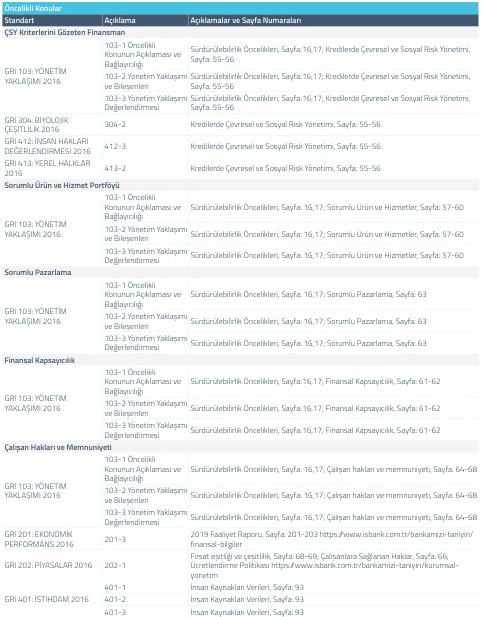 Öncelikli Konular
Standart Açıklama Açıklamalar ve Sayfa Numaraları
ÇSY Kriterlerini Gözeten Finansman
GRI 103: YÖNETİM
YAKLAŞIMI 2016
103-1 Öncelikli
Konunun Açıklaması ve
Bağlayıcılığı
Sürdürülebilirlik Öncelikleri, Sayfa:16,17; Kredilerde Çevresel ve Sosyal Risk Yönetimi,
Sayfa: 55-56
103-2 Yönetim Yaklaşımı
ve Bileşenleri
Sürdürülebilirlik Öncelikleri, Sayfa:16,17; Kredilerde Çevresel ve Sosyal Risk Yönetimi,
Sayfa: 55-56
103-3 Yönetim Yaklaşımı
Değerlendirmesi
Sürdürülebilirlik Öncelikleri, Sayfa:16,17; Kredilerde Çevresel ve Sosyal Risk Yönetimi,
Sayfa: 55-56
GRI 304: BİYOLOJİK
ÇEŞİTLİLİK 2016
304-2 Kredilerde Çevresel ve Sosyal Risk Yönetimi, Sayfa: 55-56
GRI 412: İNSAN HAKLARI
DEĞERLENDİRMESİ 2016
412-3 Kredilerde Çevresel ve Sosyal Risk Yönetimi, Sayfa: 55-56
GRI 413: YEREL HALKLAR
2016
413-2 Kredilerde Çevresel ve Sosyal Risk Yönetimi, Sayfa: 55-56
Sorumlu Ürün ve Hizmet Portföyü
GRI 103: YÖNETİM
YAKLAŞIMI 2016
103-1 Öncelikli
Konunun Açıklaması ve
Bağlayıcılığı
Sürdürülebilirlik Öncelikleri, Sayfa: 16,17; Sorumlu Ürün ve Hizmetler, Sayfa: 57-60
103-2 Yönetim Yaklaşımı
ve Bileşenleri
Sürdürülebilirlik Öncelikleri, Sayfa: 16,17; Sorumlu Ürün ve Hizmetler, Sayfa: 57-60
103-3 Yönetim Yaklaşımı
Değerlendirmesi
Sürdürülebilirlik Öncelikleri, Sayfa: 16,17; Sorumlu Ürün ve Hizmetler, Sayfa: 57-60
Sorumlu Pazarlama
GRI 103: YÖNETİM
YAKLAŞIMI 2016
103-1 Öncelikli
Konunun Açıklaması ve
Bağlayıcılığı
Sürdürülebilirlik Öncelikleri, Sayfa: 16,17; Sorumlu Pazarlama, Sayfa: 63
103-2 Yönetim Yaklaşımı
ve Bileşenleri
Sürdürülebilirlik Öncelikleri, Sayfa: 16,17; Sorumlu Pazarlama, Sayfa: 63
103-3 Yönetim Yaklaşımı
Değerlendirmesi
Sürdürülebilirlik Öncelikleri, Sayfa: 16,17; Sorumlu Pazarlama, Sayfa: 63
Finansal Kapsayıcılık
GRI 103: YÖNETİM
YAKLAŞIMI 2016
103-1 Öncelikli
Konunun Açıklaması ve
Bağlayıcılığı
Sürdürülebilirlik Öncelikleri, Sayfa:16,17; Finansal Kapsayıcılık, Sayfa: 61-62
103-2 Yönetim Yaklaşımı
ve Bileşenleri
Sürdürülebilirlik Öncelikleri, Sayfa:16,17; Finansal Kapsayıcılık, Sayfa: 61-62
103-3 Yönetim Yaklaşımı
Değerlendirmesi
Sürdürülebilirlik Öncelikleri, Sayfa:16,17; Finansal Kapsayıcılık, Sayfa: 61-62
Çalışan Hakları ve Memnuniyeti
GRI 103: YÖNETİM
YAKLAŞIMI 2016
103-1 Öncelikli
Konunun Açıklaması ve
Bağlayıcılığı
Sürdürülebilirlik Öncelikleri, Sayfa: 16,17; Çalışan hakları ve memnuniyeti, Sayfa: 64-68
103-2 Yönetim Yaklaşımı
ve Bileşenleri
Sürdürülebilirlik Öncelikleri, Sayfa: 16,17; Çalışan hakları ve memnuniyeti, Sayfa: 64-68
103-3 Yönetim Yaklaşımı
Değerlendirmesi
Sürdürülebilirlik Öncelikleri, Sayfa: 16,17; Çalışan hakları ve memnuniyeti, Sayfa: 64-68
GRI 201: EKONOMİK
PERFORMANS 2016
201-3
2019 Faaliyet Raporu, Sayfa: 201-203 https://www.isbank.com.tr/bankamizi-taniyin/
finansal-bilgiler
GRI 202: PİYASALAR 2016 202-1
Fırsat eşitliği ve çeşitlilik, Sayfa: 68-69; Çalışanlara Sağlanan Haklar, Sayfa: 66;
Ücretlendirme Politikası https://www.isbank.com.tr/bankamizi-taniyin/kurumsal-
yonetim
GRI 401: İSTİHDAM 2016
401-1 İnsan Kaynakları Verileri, Sayfa: 93
401-2 İnsan Kaynakları Verileri, Sayfa: 93
401-3 İnsan Kaynakları Verileri, Sayfa: 93